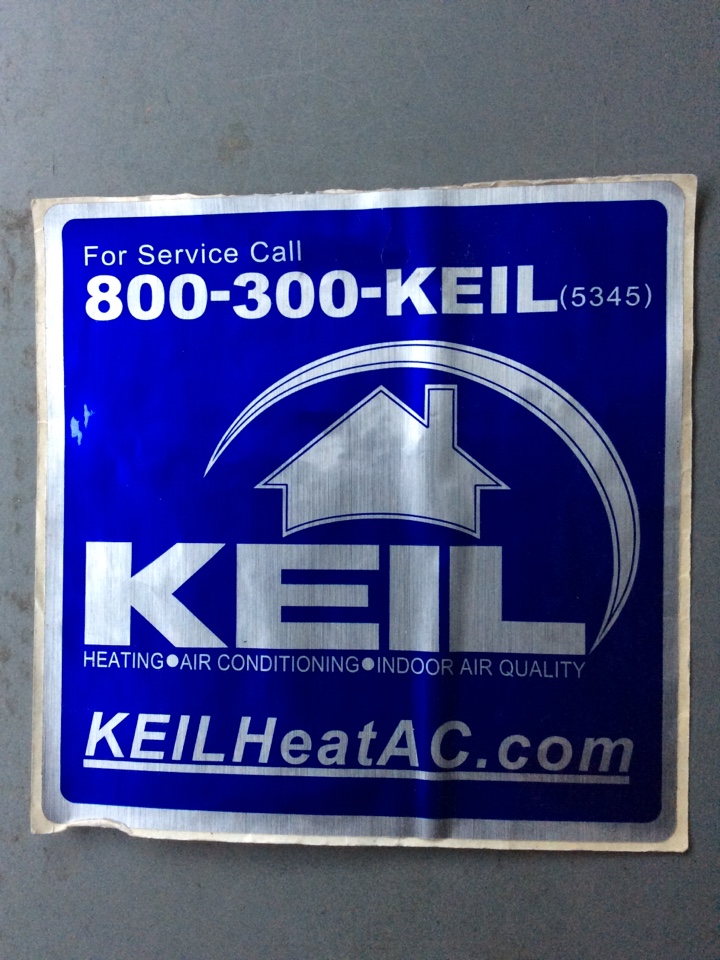 For Service Call
800-300-KEIL(5345)
KEIL
HEATING●AIR CONDITIONING●INDOOR AIR QUALITY
KEILHeatAC.com